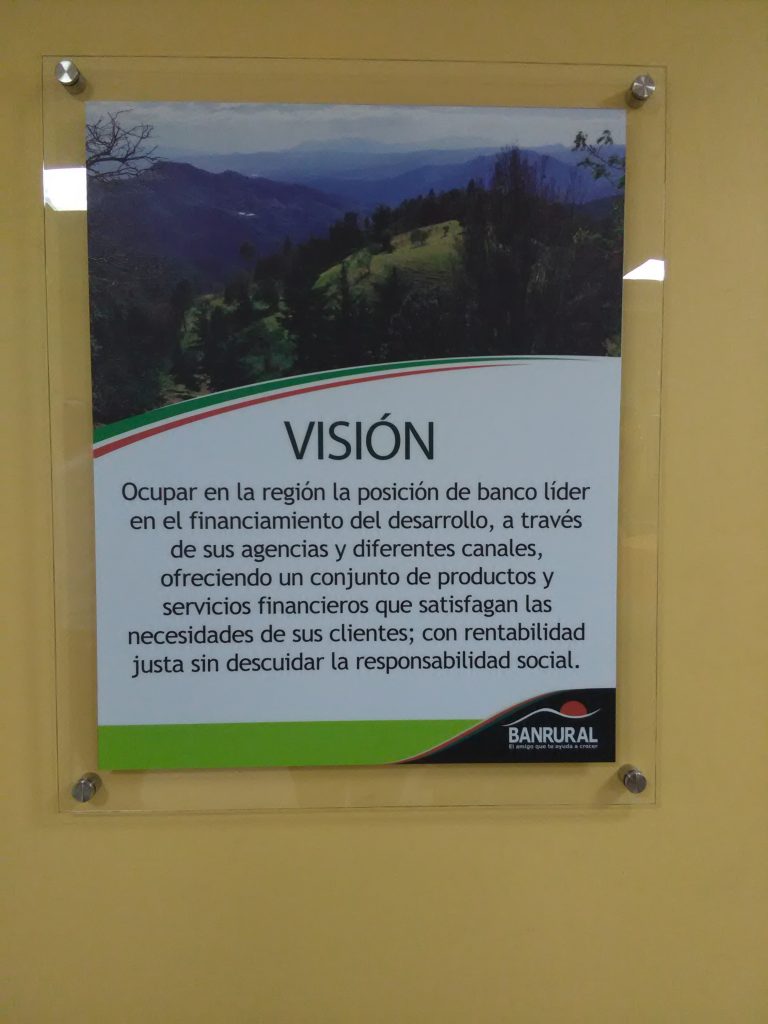 VISIÓN
Ocupar en la región la posición de banco líder
en el financiamiento del desarrollo, a través
de sus agencias y diferentes canales,
ofreciendo un conjunto de productos y
servicios financieros que satisfagan las
necesidades de sus clientes; con rentabilidad
justa sin descuidar la responsabilidad social.
BANRURAL
El amigo que te ayuda a crecer